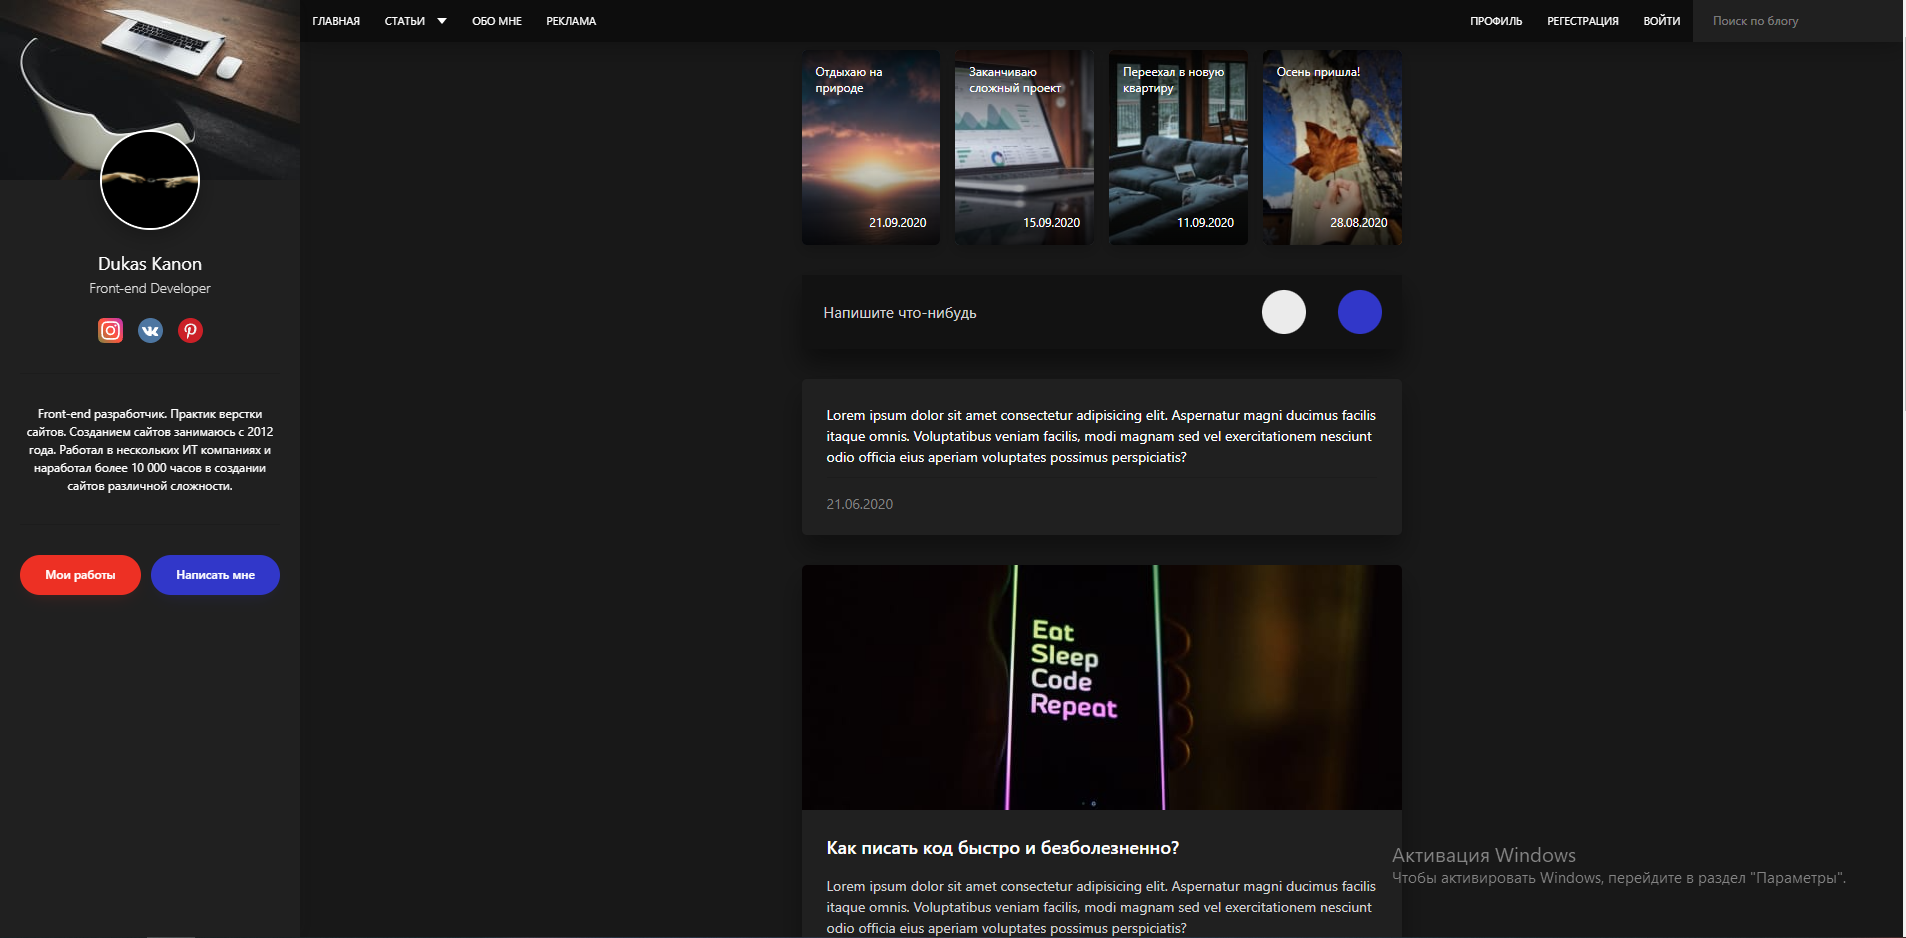 ГЛАВНАЯ
СТАТЬИ
ОБО МНЕ
РЕКЛАМА
ПРОФИЛЬ
РЕГЕСТРАЦИЯ
ВОЙТИ
Поиск по блогу
Dukas Kanon
Front-end Developer
Front-end разработчик. Практик верстки
сайтов. Созданием сайтов занимаюсь с 2012
года. Работал в нескольких ИТ компаниях и
наработал более 10 000 часов в создании
сайтов различной сложности.
Мои работы
Написать мне
Отдыхаю на
природе
21.09.2020
Заканчиваю
сложный проект
15.09.2020
Переехал в новую
квартиру
11.09.2020
Осень пришла!
28.08.2020
Напишите что-нибудь
Lorem ipsum dolor sit amet consectetur adipisicing elit. Aspernatur magni ducimus facilis
itaque omnis. Voluptatibus veniam facilis, modi magnam sed vel exercitationem nesciunt
odio officia eius aperiam voluptates possimus perspiciatis?
21.06.2020
Eat
Sleep
Code
Repeat
Как писать код быстро и безболезненно?
Lorem ipsum dolor sit amet consectetur adipisicing elit. Aspernatur magni ducimus facilis
itaque omnis. Voluptatibus veniam facilis, modi magnam sed vel exercitationem nesciunt
odio officia eius aperiam voluptates possimus perspiciatis?
Активация Windows
Чтобы активировать Windows, перейдите в раздел "Параметры".